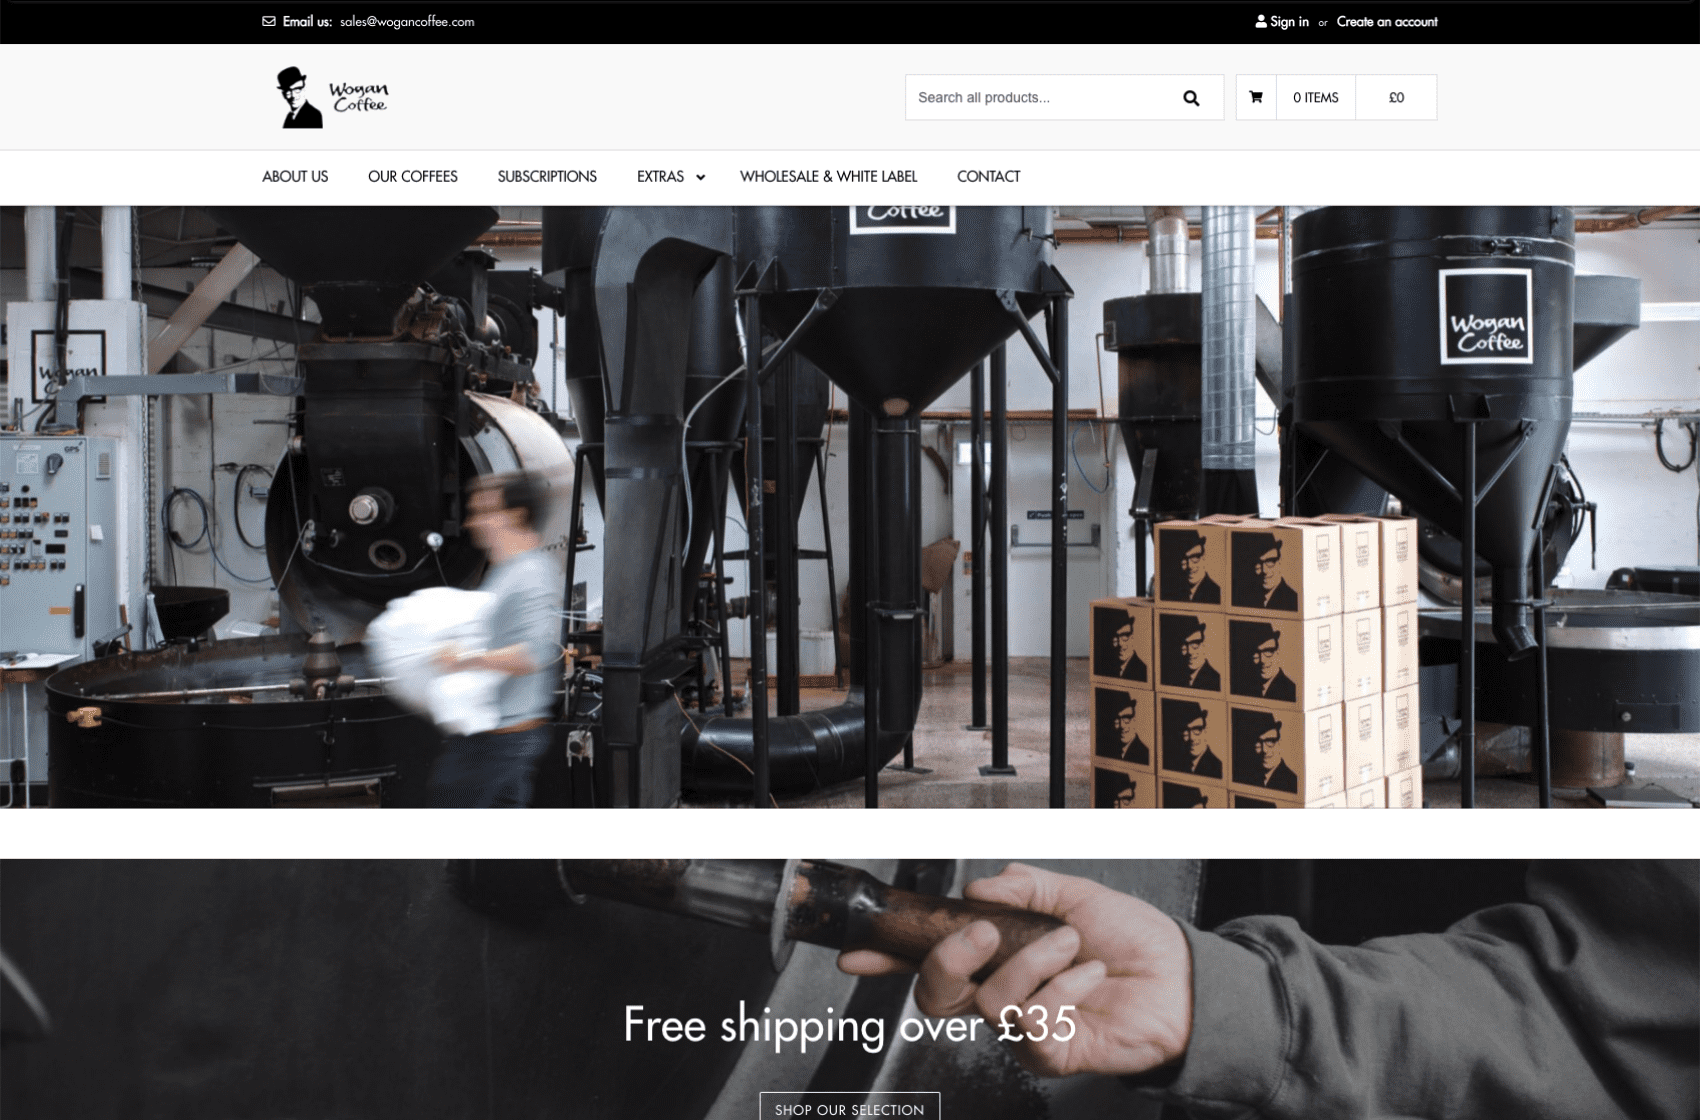 Email us: sales@wogancoffee.com
Sign in or Create an account
Wogan
Coffee
Search all products...
0 ITEMS
£0
ABOUT US
OUR COFFEES
SUBSCRIPTIONS
EXTRAS
WHOLESALE & WHITE LABEL
CONTACT
Coffee
Wogan
Coffee
Wogan
GPS
Free shipping over £35
SHOP OUR SELECTION